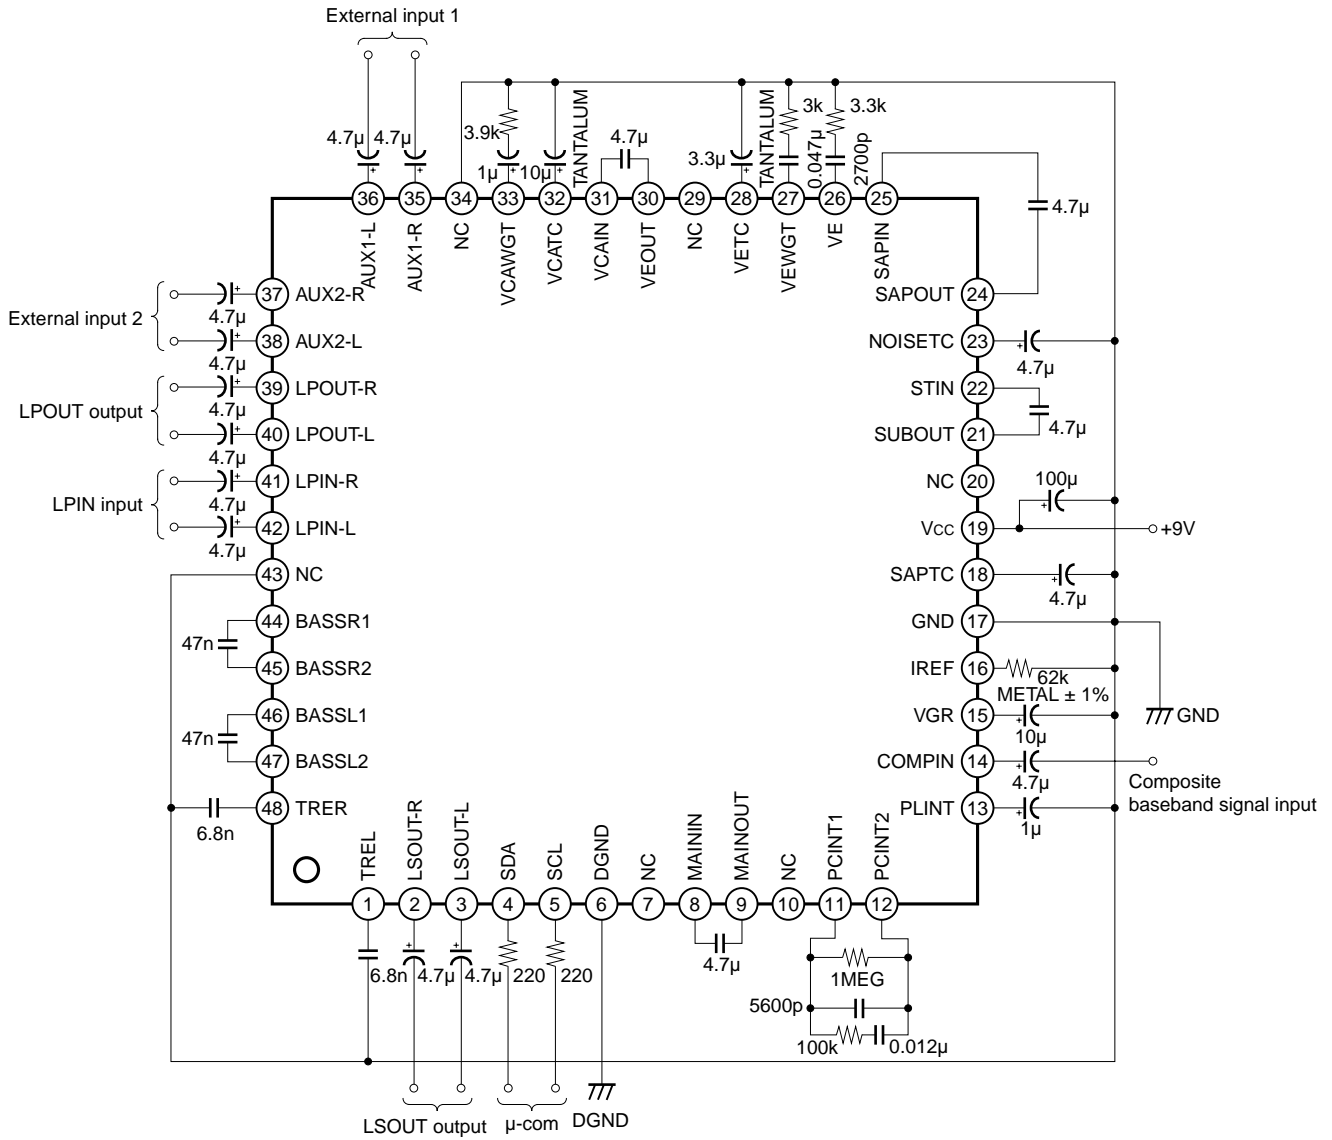 External input 1
4.7μ 4.7μ
3.9k
1μ
10μ
TANTALUM
4.7μ
3.3μ
TANTALUM
3k
0.047μ
3.3k
2700p
4.7μ
36 35 34 33 32 31 30 29 28 27 26 25
AUX1-L
AUX1-R
NC
VCAWGT
VCATC
VCAIN
VEOUT
NC
VETC
VEWGT
VE
SAPIN
External input 2
37 AUX2-R
4.7μ
38 AUX2-L
4.7μ
LPOUT output
39 LPOUT-R
4.7μ
40 LPOUT-L
4.7μ
LPIN input
41 LPIN-R
4.7μ
42 LPIN-L
4.7μ
43 NC
44 BASSR1
47n
45 BASSR2
46 BASSL1
47n
47 BASSL2
48 TRER
6.8n
SAPOUT 24
NOISETC 23
4.7μ
STIN 22
4.7μ
SUBOUT 21
NC 20
100μ
Vcc 19
+9V
SAPTC 18
4.7μ
GND 17
IREF 16
62k
METAL ± 1%
VGR 15
10μ
GND
COMPIN 14
4.7μ
Composite
baseband signal input
PLINT 13
1μ
TREL
LSOUT-R
LSOUT-L
SDA
SCL
DGND
NC
MAININ
MAINOUT
NC
PCINT1
PCINT2
1 2 3 4 5 6 7 8 9 10 11 12
6.8n 4.7μ 4.7μ 220 220
4.7μ
1MEG
5600p
100k
0.012μ
LSOUT output
μ-com
DGND